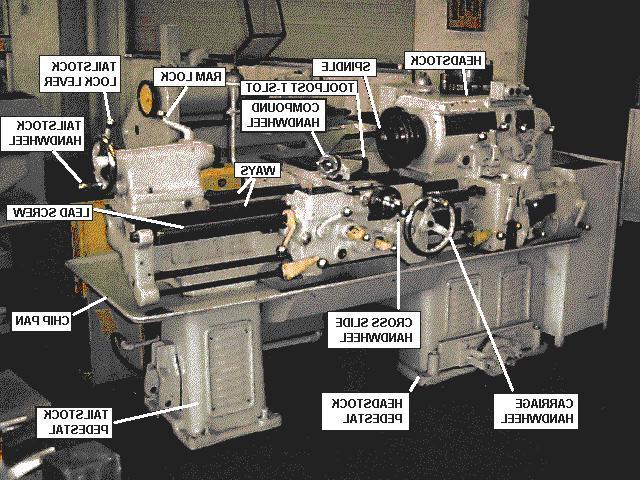 HEADSTOCK
SPINDLE
TAILSTOCK
LOCK LEVER
RAM LOCK
TOOLPOST T-SLOT
COMPOUND
HANDWHEEL
TAILSTOCK
HANDWHEEL
WAYS
LEAD SCREW
CHIP PAN
CROSS SLIDE
HANDWHEEL
TAILSTOCK
PEDESTAL
HEADSTOCK
PEDESTAL
CARRIAGE
HANDWHEEL